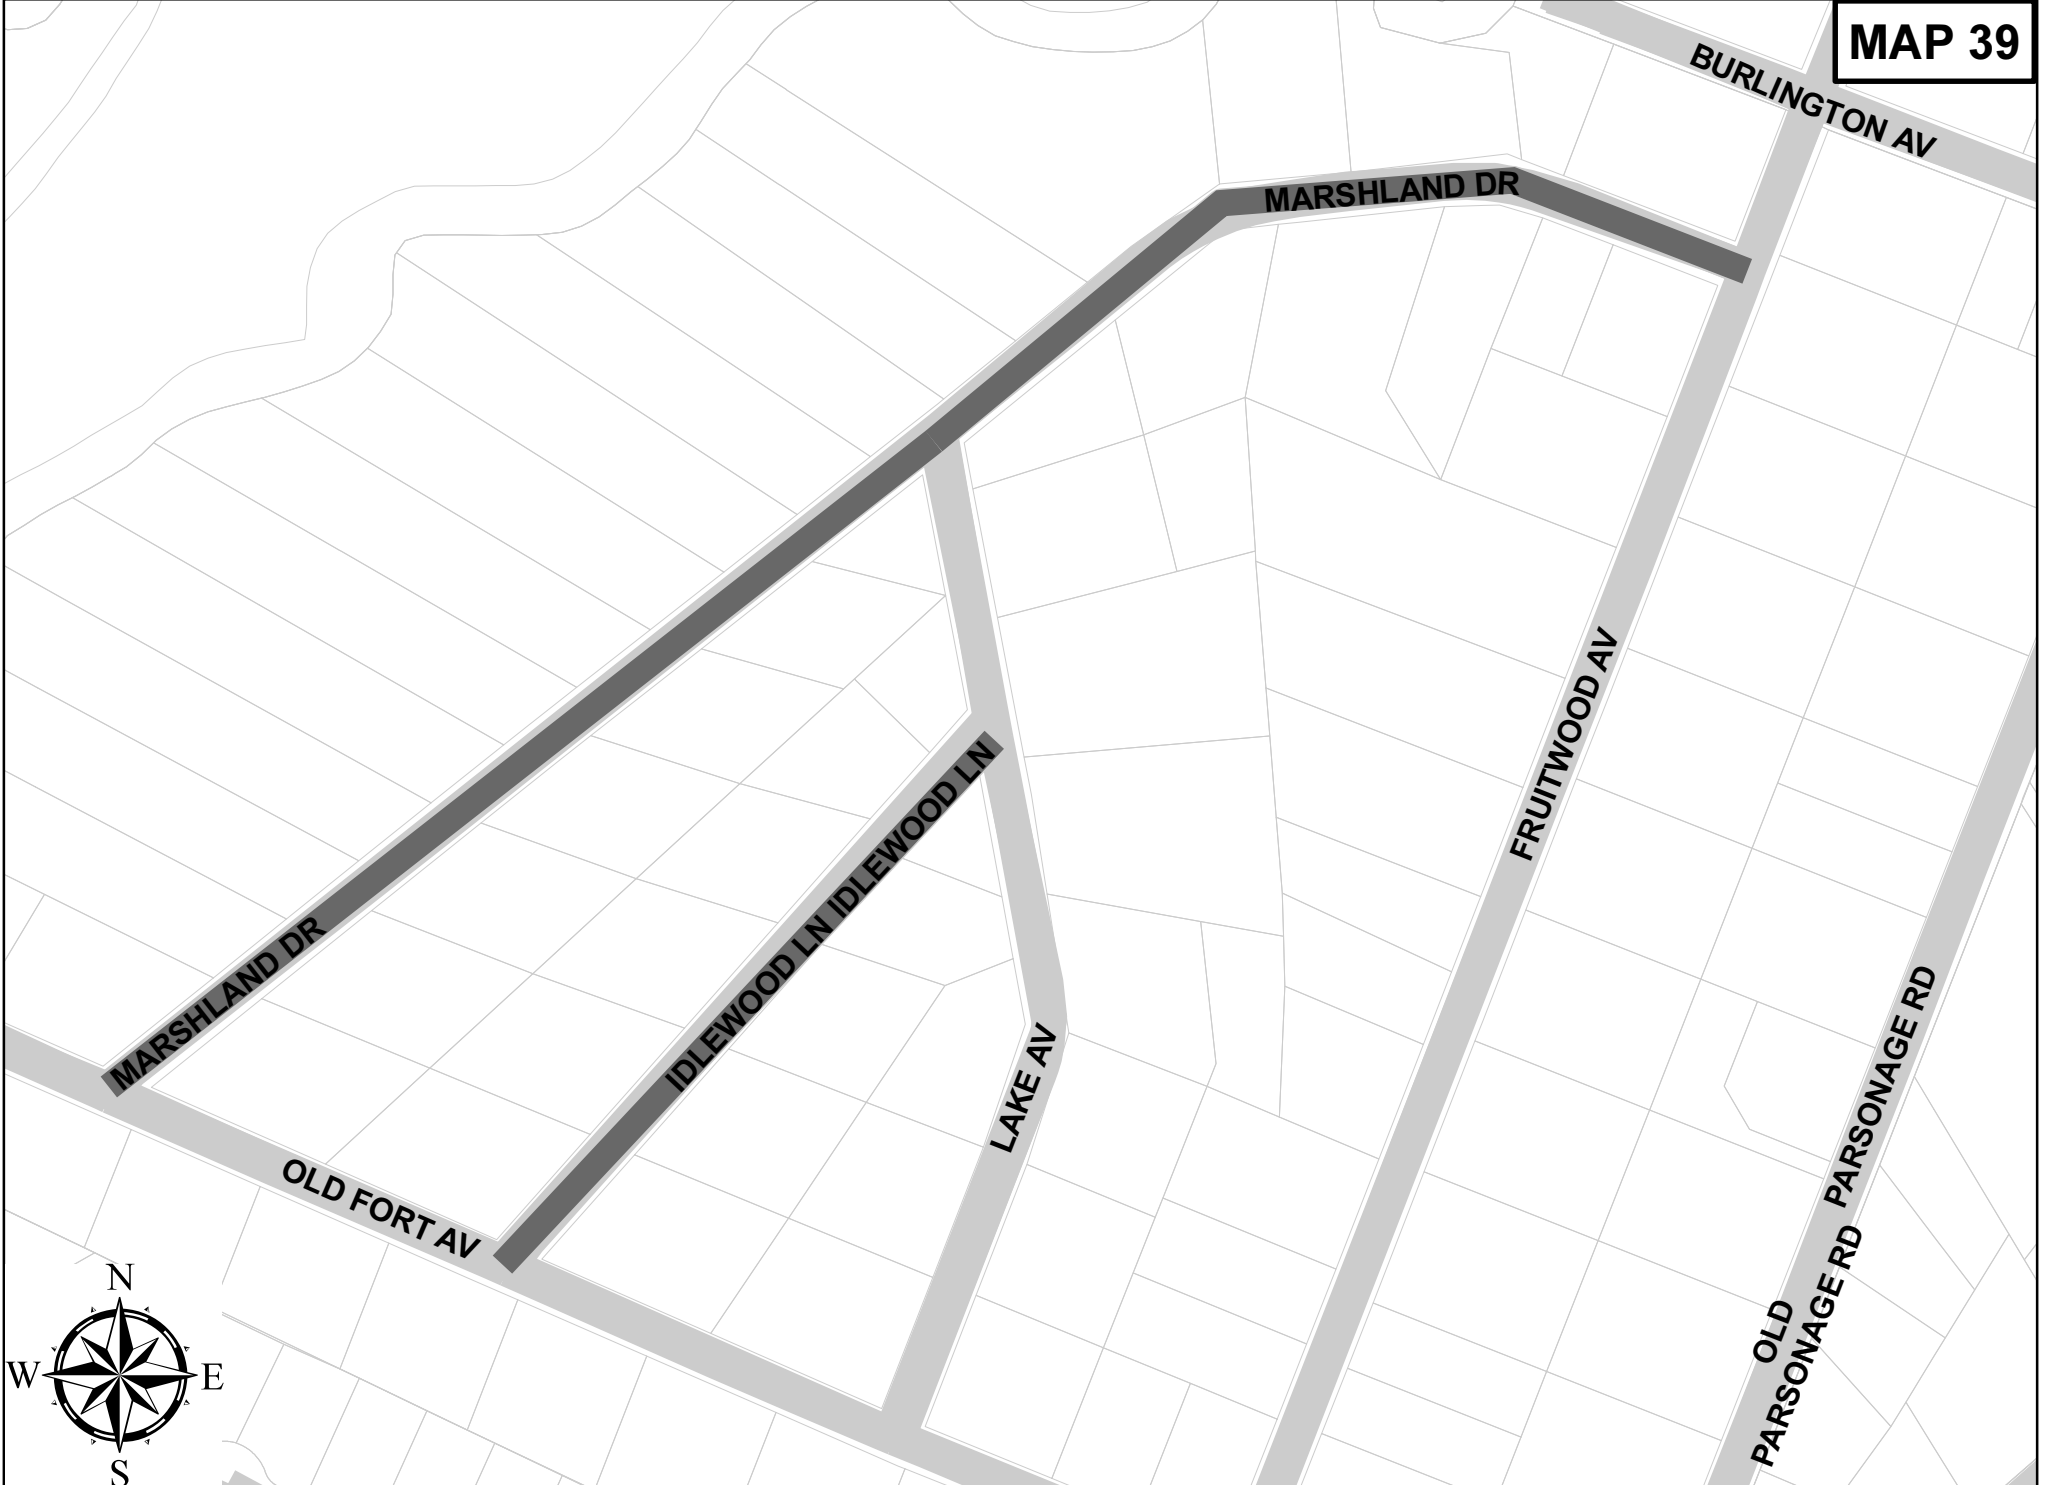 MAP 39
BURLINGTON AV
MARSHLAND DR
FRUITWOOD AV
IDLEWOOD LN
IDLEWOOD LN
MARSHLAND DR
PARSONAGE RD
LAKE AV
OLD FORT AV
OLD
PARSONAGE RD
N
W
E
S